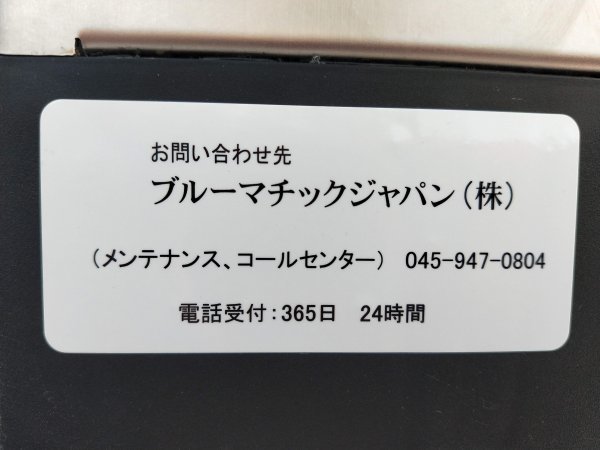 お問い合わせ先
ブルーマチックジャパン(株)
(メンテナンス、コールセンター) 045-947-0804
電話受付:365日 24時間